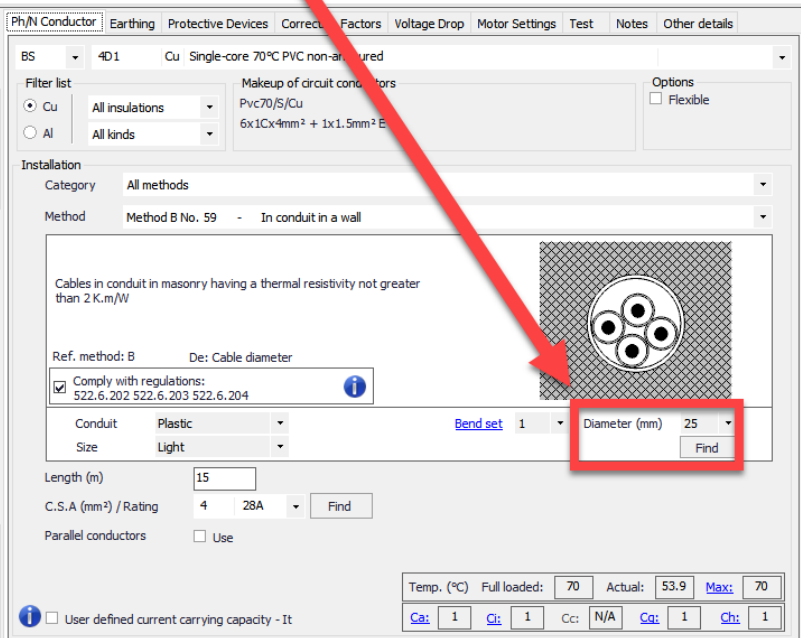 Ph/N Conductor Earthing Protective Devices Correc Factors Voltage Drop Motor Settings Test Notes Other details
BS 4D1 Cu Single-core 70°C PVC non-ar ured
Filter list Makeup of circuit conductors Options
Cu All insulations Pvc70/S/Cu Flexible
Al All kinds 6x1Cx4mm² + 1x1.5mm² E
Installation
Category All methods
Method Method B No. 59 - In conduit in a wall
Cables in conduit in masonry having a thermal resistivity not greater
than 2 K.m/W
Ref. method: B De: Cable diameter
Comply with regulations:
522.6.202 522.6.203 522.6.204
Conduit Plastic Bend set 1 Diameter (mm) 25
Size Light Find
Length (m) 15
C.S.A (mm²) / Rating 4 28A Find
Parallel conductors Use
Temp. (°C) Full loaded: 70 Actual: 53.9 Max: 70
User defined current carrying capacity - It Ca: 1 Ci: 1 Cc: N/A Cg: 1 Ch: 1